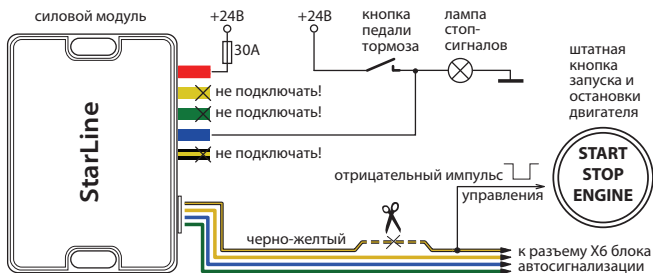 силовой модуль
+24В
30А
+24В
кнопка
педали
тормоза
лампа
стоп-
сигналов
не подключать!
не подключать!
не подключать!
StarLine
штатная
кнопка
запуска и
остановки
двигателя
START
STOP
ENGINE
отрицательный импульс
управления
черно-желтый
к разъему X6 блока
автосигнализации